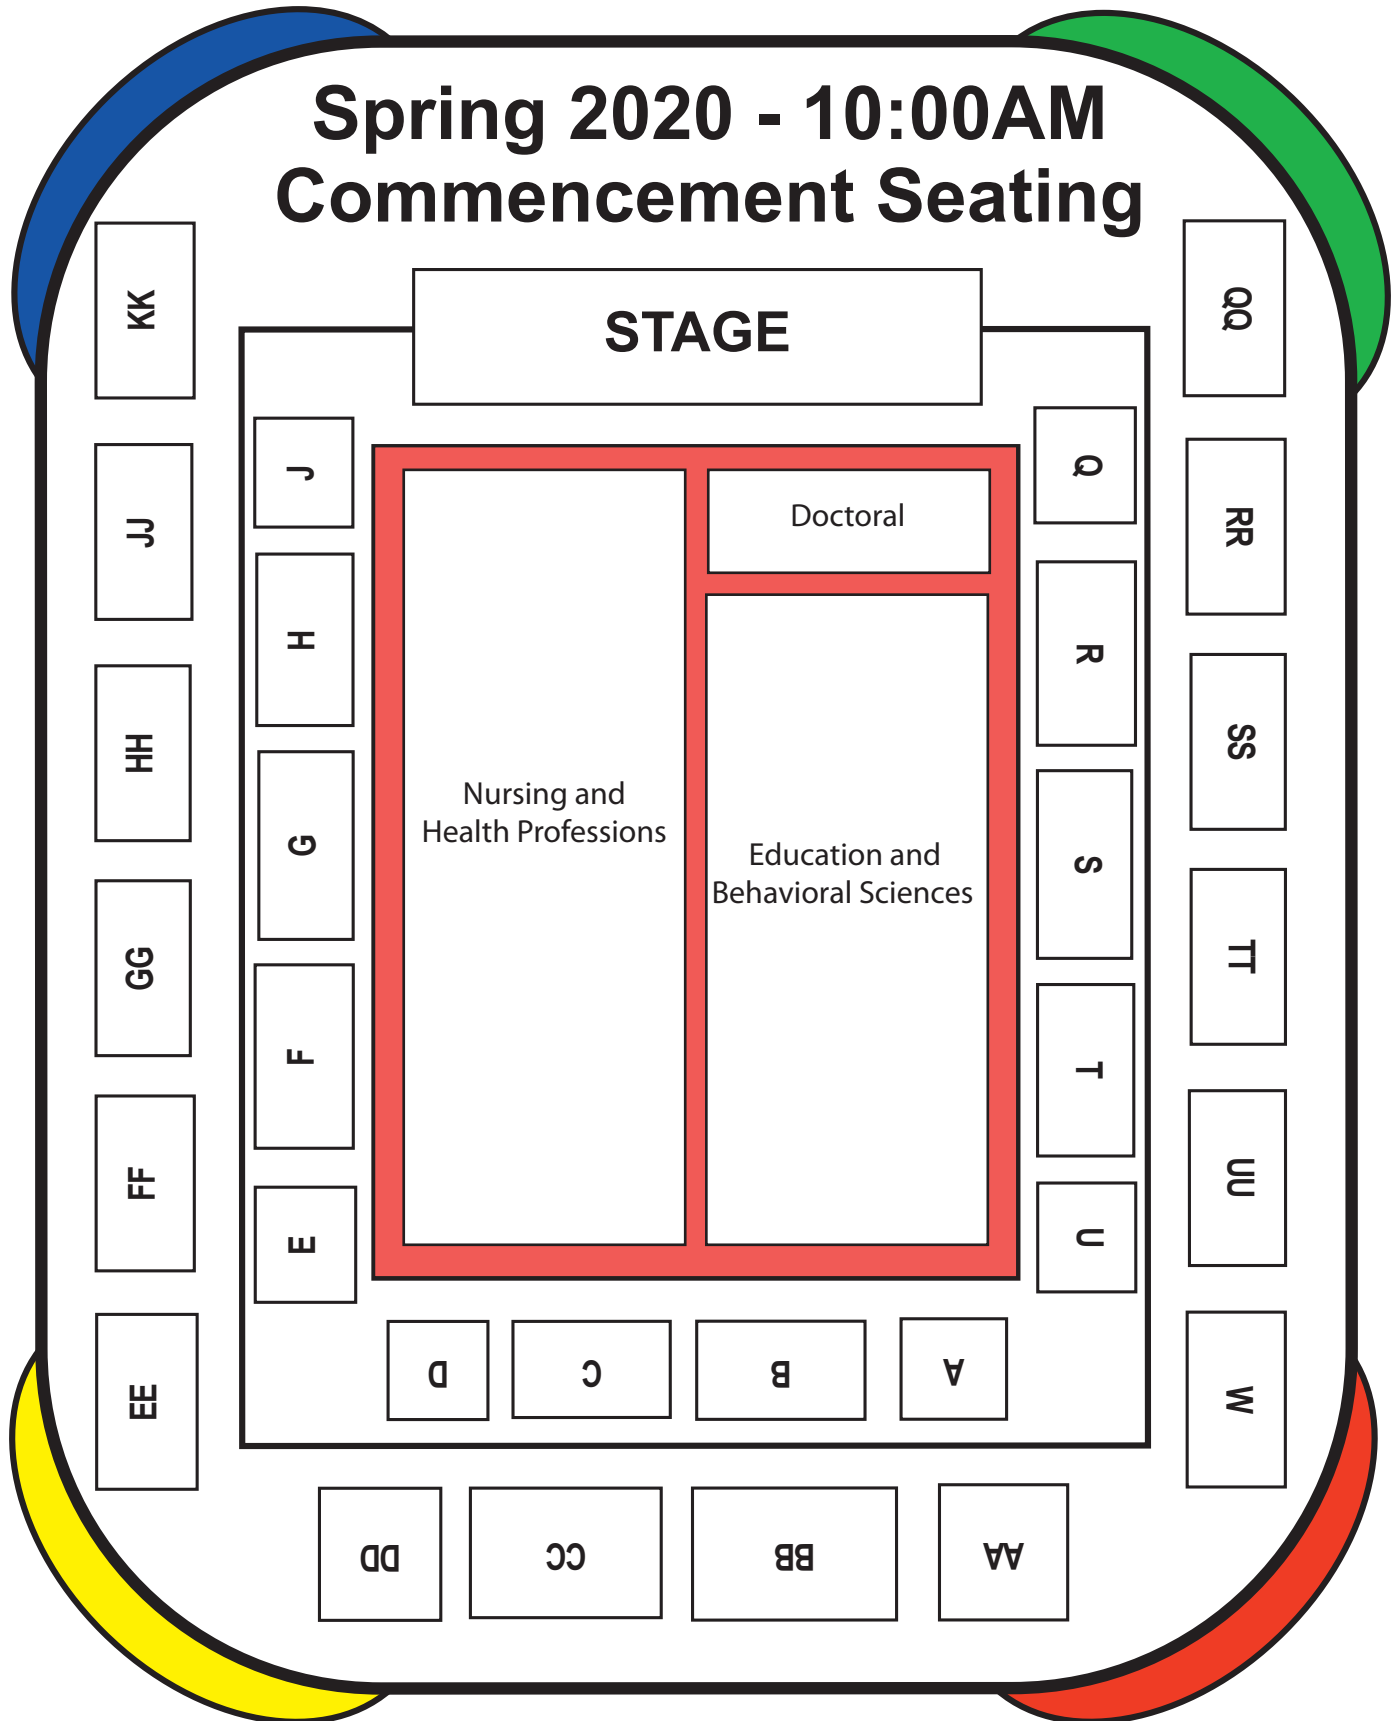 Spring 2020 - 10:00AM
Commencement Seating
STAGE
KK
QQ
J
Q
Doctoral
JJ
RR
H
R
HH
SS
Nursing and
Health Professions
G
Education and
Behavioral Sciences
S
GG
TT
F
T
FF
UU
E
U
EE
W
D
C
B
A
DD
CC
BB
AA